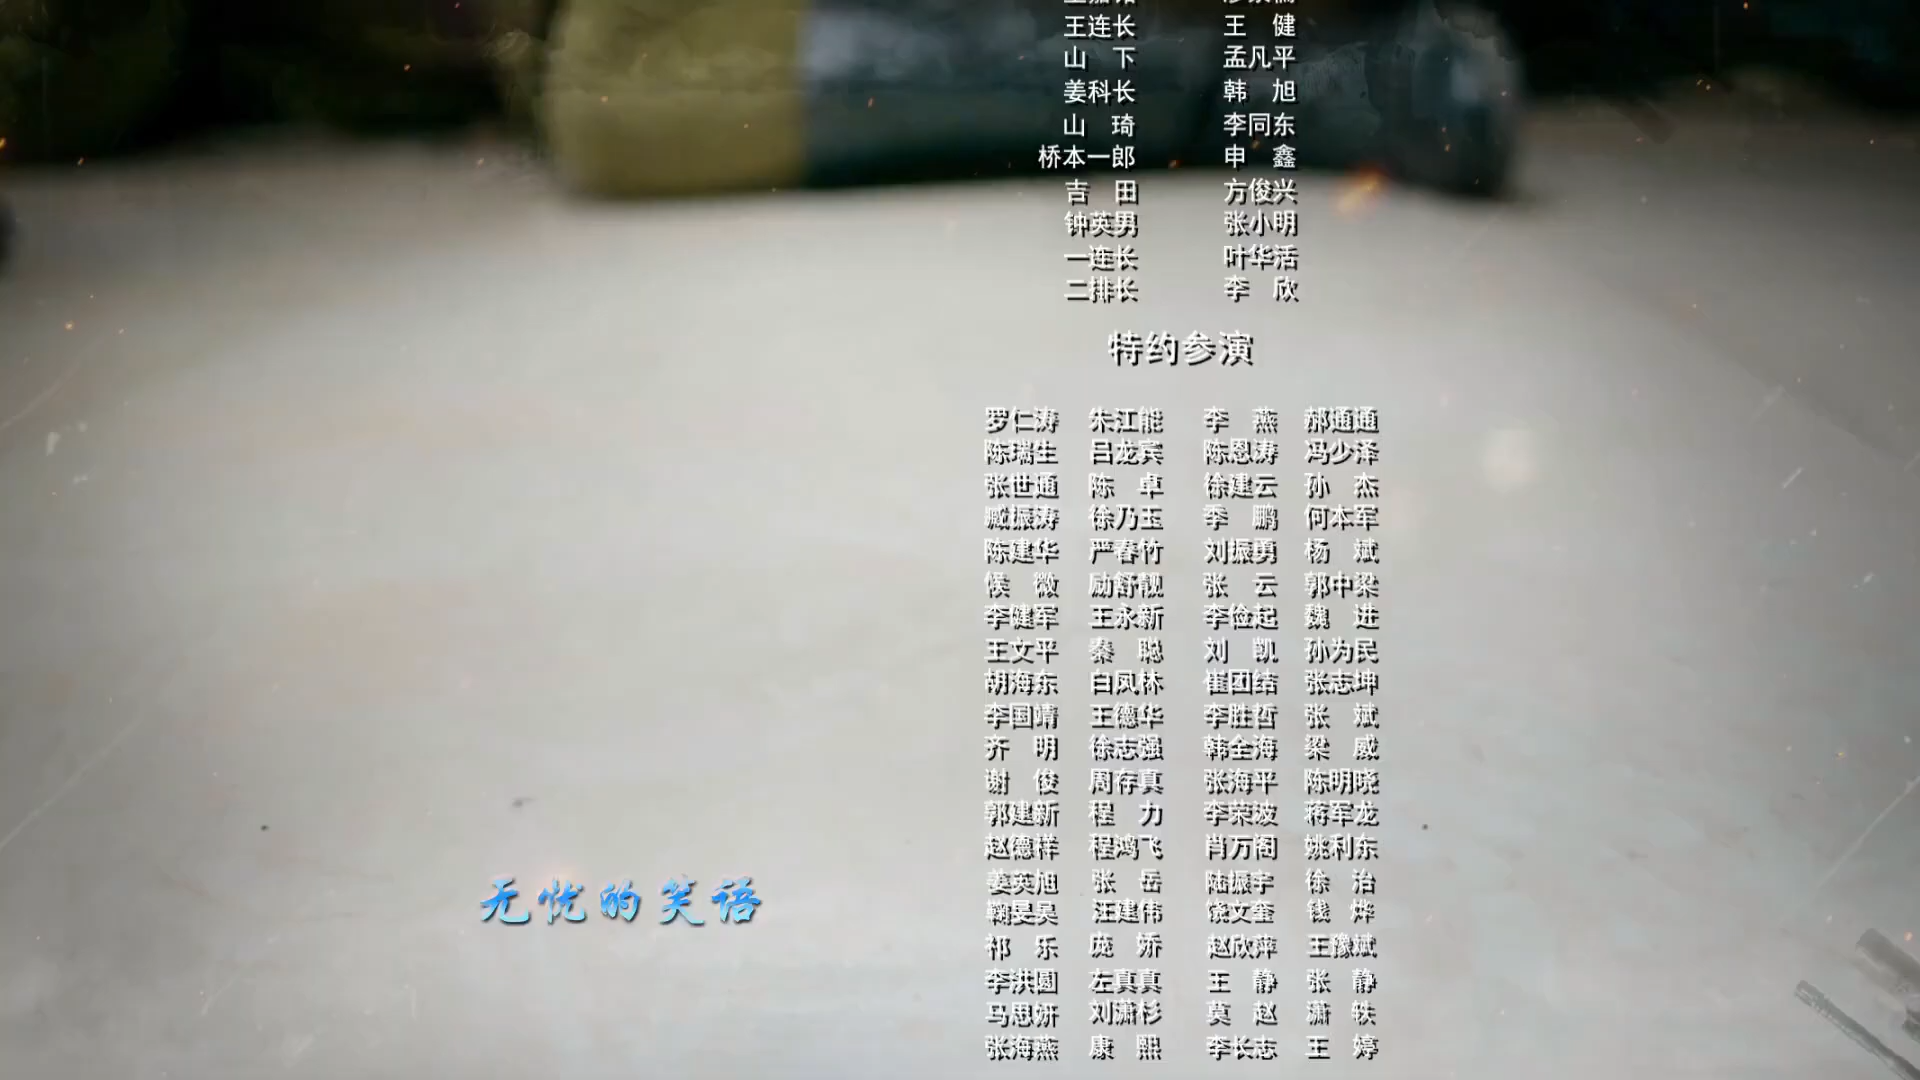 王连长 王 健
山 下 孟凡平
姜科长 韩 旭
山 琦 李同东
桥本一郎 申 鑫
吉 田 方俊兴
钟英男 张小明
一连长 叶华活
二排长 李 欣
特约参演
罗仁涛 朱江能 李 燕 郝通通
陈瑞生 吕龙宾 陈恩涛 冯少泽
张世通 陈 卓 徐建云 孙 杰
臧振涛 徐乃玉 季 鹏 何本军
陈建华 严春竹 刘振勇 杨 斌
侯 微 励舒靓 张 云 郭中梁
李健军 王永新 李俭起 魏 进
王文平 秦 聪 刘 凯 孙为民
胡海东 白凤林 崔团结 张志坤
李国靖 王德华 李胜哲 张 斌
齐 明 徐志强 韩全海 梁 威
谢 俊 周存真 张海平 陈明晓
郭建新 程 力 李荣波 蒋军龙
赵德祥 程鸿飞 肖万阁 姚利东
姜英旭 张 岳 陆振宇 徐 治
鞠旻昊 汪建伟 饶文奎 钱 烨
无忧的笑语
祁 乐 庞 娇 赵欣萍 王豫斌
李洪圆 左真真 王 静 张 静
马思妍 刘潇杉 莫 赵 潇 轶
张海燕 康 熙 李长志 王 婷